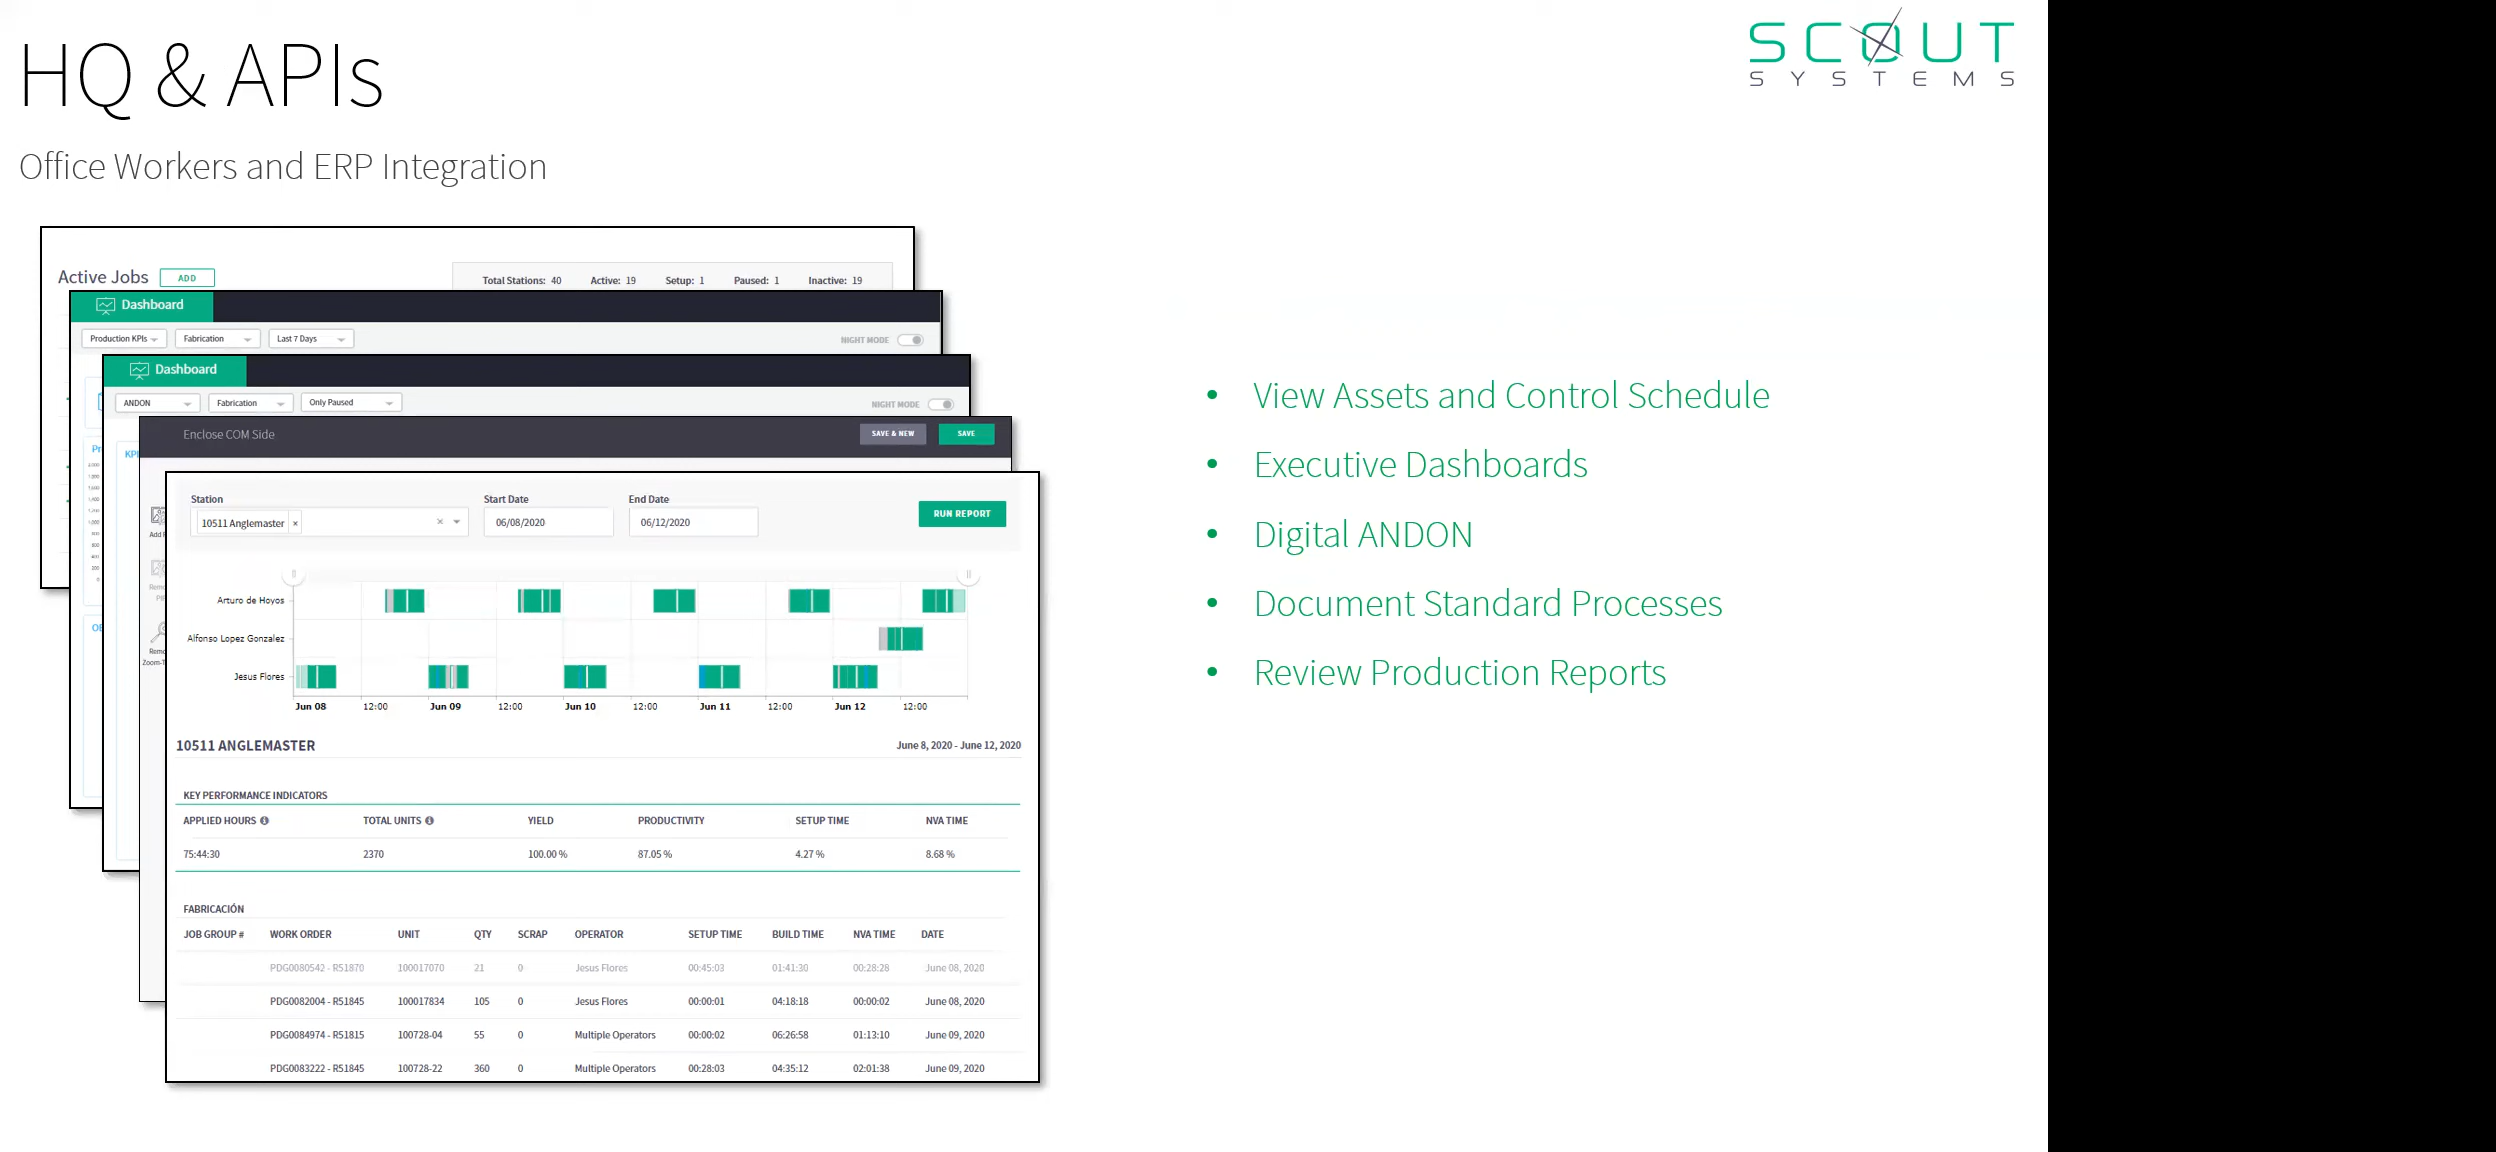 HQ & APIs
SCOUT
SYSTEMS
Office Workers and ERP Integration
Active Jobs ADD
Total Stations: 40 Active: 19 Setup: 1 Paused: 1 Inactive: 19
Dashboard
Production KPIs Fabrication Last 7 Days NIGHT MODE
Dashboard
ANDON Fabrication Only Paused NIGHT MODE
Enclose COM Side SAVE & NEW SAVE
Station Start Date End Date
10511 Anglemaster × × 06/08/2020 06/12/2020 RUN REPORT
Arturo de Hoyos
Alfonso Lopez Gonzalez
Jesus Flores
Jun 08 12:00 Jun 09 12:00 Jun 10 12:00 Jun 11 12:00 Jun 12 12:00
10511 ANGLEMASTER June 8, 2020 - June 12, 2020
KEY PERFORMANCE INDICATORS
APPLIED HOURS TOTAL UNITS YIELD PRODUCTIVITY SETUP TIME NVA TIME
75:44:30 2370 100.00 % 87.05 % 4.27 % 8.68 %
FABRICACIÓN
JOB GROUP # WORK ORDER UNIT QTY SCRAP OPERATOR SETUP TIME BUILD TIME NVA TIME DATE
PDG0080542 - R51870 100017070 21 0 Jesus Flores 00:45:03 01:41:30 00:28:28 June 08, 2020
PDG0082004 - R51845 100017834 105 0 Jesus Flores 00:00:01 04:18:18 00:00:02 June 08, 2020
PDG0084974 - R51815 100728-04 55 0 Multiple Operators 00:00:02 06:26:58 01:13:10 June 09, 2020
PDG0083222 - R51845 100728-22 360 0 Multiple Operators 00:28:03 04:35:12 02:01:38 June 09, 2020
• View Assets and Control Schedule
• Executive Dashboards
• Digital ANDON
• Document Standard Processes
• Review Production Reports